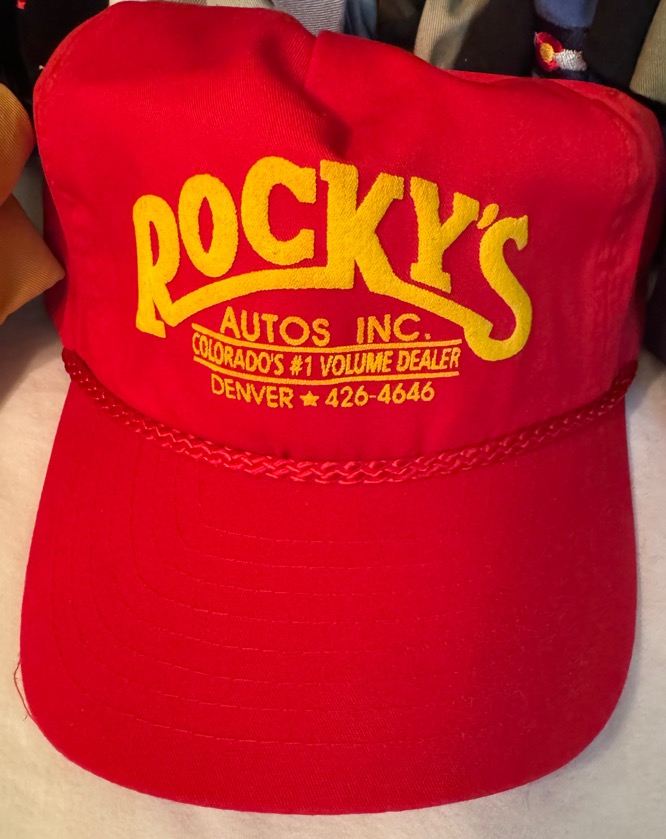 ROCKY'S
AUTOS INC.
COLORADO'S #1 VOLUME DEALER
DENVER ★ 426-4646